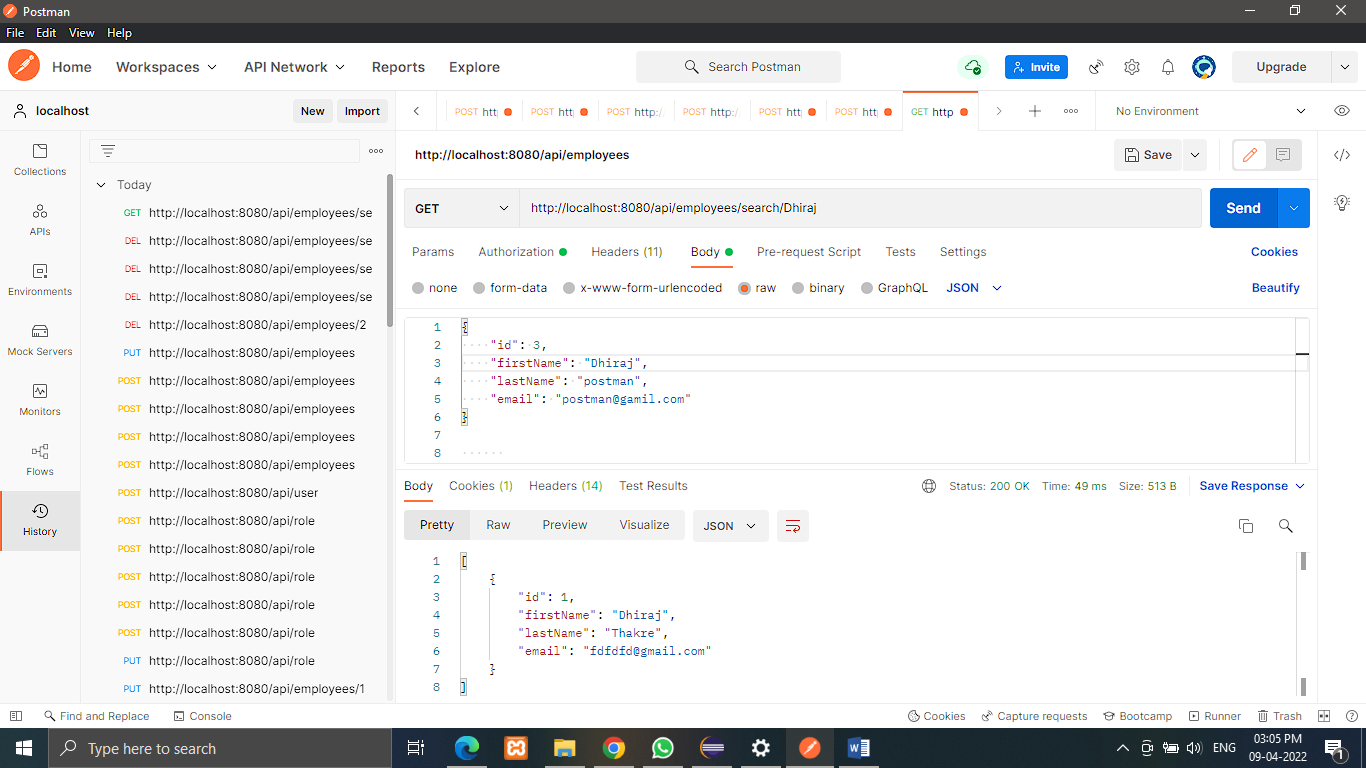 Postman
File Edit View Help
Home Workspaces API Network Reports Explore Search Postman Invite Upgrade
localhost New Import
POST htt POST htt POST http:/ POST http:/ POST htt POST htt GET http No Environment
http://localhost:8080/api/employees Save
GET http://localhost:8080/api/employees/search/Dhiraj Send
Params Authorization Headers (11) Body Pre-request Script Tests Settings Cookies
none form-data x-www-form-urlencoded raw binary GraphQL JSON Beautify
1 {
2 "id": 3,
3 "firstName": "Dhiraj",
4 "lastName": "postman",
5 "email": "postman@gamil.com"
6 }
7
8
Body Cookies (1) Headers (14) Test Results Status: 200 OK Time: 49 ms Size: 513 B Save Response
Pretty Raw Preview Visualize JSON
1 [
2 {
3 "id": 1,
4 "firstName": "Dhiraj",
5 "lastName": "Thakre",
6 "email": "fdfdfd@gmail.com"
7 }
8 ]
Collections
APIs
Environments
Mock Servers
Monitors
Flows
History
Today
GET http://localhost:8080/api/employees/se
DEL http://localhost:8080/api/employees/se
DEL http://localhost:8080/api/employees/se
DEL http://localhost:8080/api/employees/se
DEL http://localhost:8080/api/employees/2
PUT http://localhost:8080/api/employees
POST http://localhost:8080/api/employees
POST http://localhost:8080/api/employees
POST http://localhost:8080/api/employees
POST http://localhost:8080/api/employees
POST http://localhost:8080/api/user
POST http://localhost:8080/api/role
POST http://localhost:8080/api/role
POST http://localhost:8080/api/role
POST http://localhost:8080/api/role
POST http://localhost:8080/api/role
PUT http://localhost:8080/api/role
PUT http://localhost:8080/api/employees/1
Find and Replace Console Cookies Capture requests Bootcamp Runner Trash
Type here to search ENG 03:05 PM
09-04-2022
1